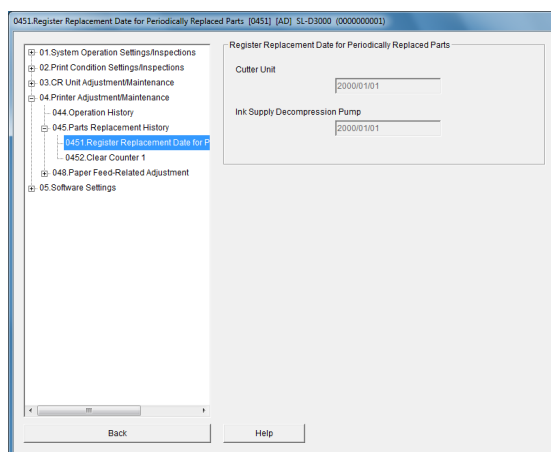 0451.Register Replacement Date for Periodically Replaced Parts [0451] [AD] SL-D3000 (0000000001)
01.System Operation Settings/Inspections
02.Print Condition Settings/Inspections
03.CR Unit Adjustment/Maintenance
04.Printer Adjustment/Maintenance
044.Operation History
045.Parts Replacement History
0451.Register Replacement Date for P
0452.Clear Counter 1
048.Paper Feed-Related Adjustment
05.Software Settings
Register Replacement Date for Periodically Replaced Parts
Cutter Unit
2000/01/01
Ink Supply Decompression Pump
2000/01/01
Back
Help